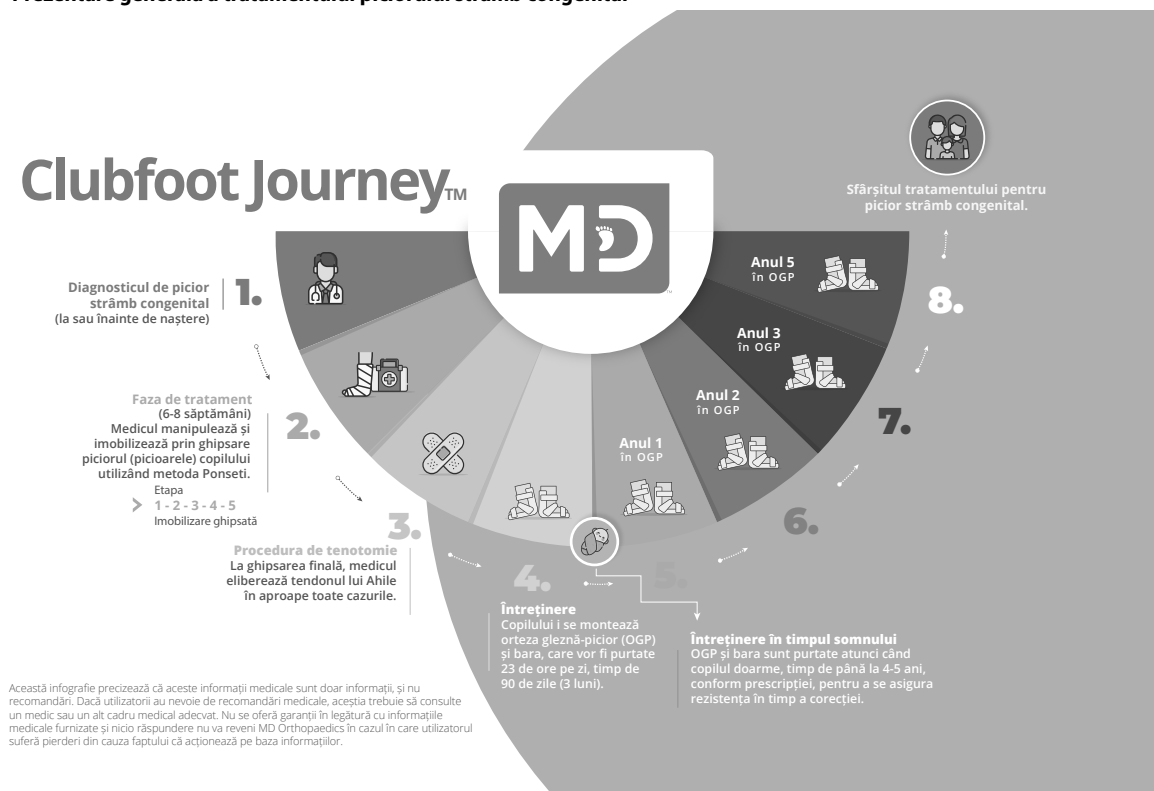 Prezentare generală a tratamentului piciorului strâmb congenital
Clubfoot Journey™
MD
1.
Diagnosticul de picior
strâmb congenital
(la sau înainte de naștere)
2.
Faza de tratament
(6-8 săptămâni)
Medicul manipulează și
imobilizează prin ghipsare
piciorul (picioarele) copilului
utilizând metoda Ponseti.
Etapa
> 1 - 2 - 3 - 4 - 5
Imobilizare ghipsată
3.
Procedura de tenotomie
La ghipsarea finală, medicul
eliberează tendonul lui Ahile
în aproape toate cazurile.
4.
Întreținere
Copilului i se montează
orteza gleznă-picior (OGP)
și bara, care vor fi purtate
23 de ore pe zi, timp de
90 de zile (3 luni).
5.
Întreținere în timpul somnului
OGP și bara sunt purtate atunci când
copilul doarme, timp de până la 4-5 ani,
conform prescripției, pentru a se asigura
rezistența în timp a corecției.
Anul 1
în OGP
6.
Anul 2
în OGP
7.
Anul 3
în OGP
8.
Anul 5
în OGP
Sfârșitul tratamentului pentru
picior strâmb congenital.
Această infografie precizează că aceste informații medicale sunt doar informații, și nu
recomandări. Dacă utilizatorii au nevoie de recomandări medicale, aceștia trebuie să consulte
un medic sau un alt cadru medical adecvat. Nu se oferă garanții în legătură cu informațiile
medicale furnizate și nicio răspundere nu va reveni MD Orthopaedics în cazul în care utilizatorul
suferă pierderi din cauza faptului că acționează pe baza informațiilor.